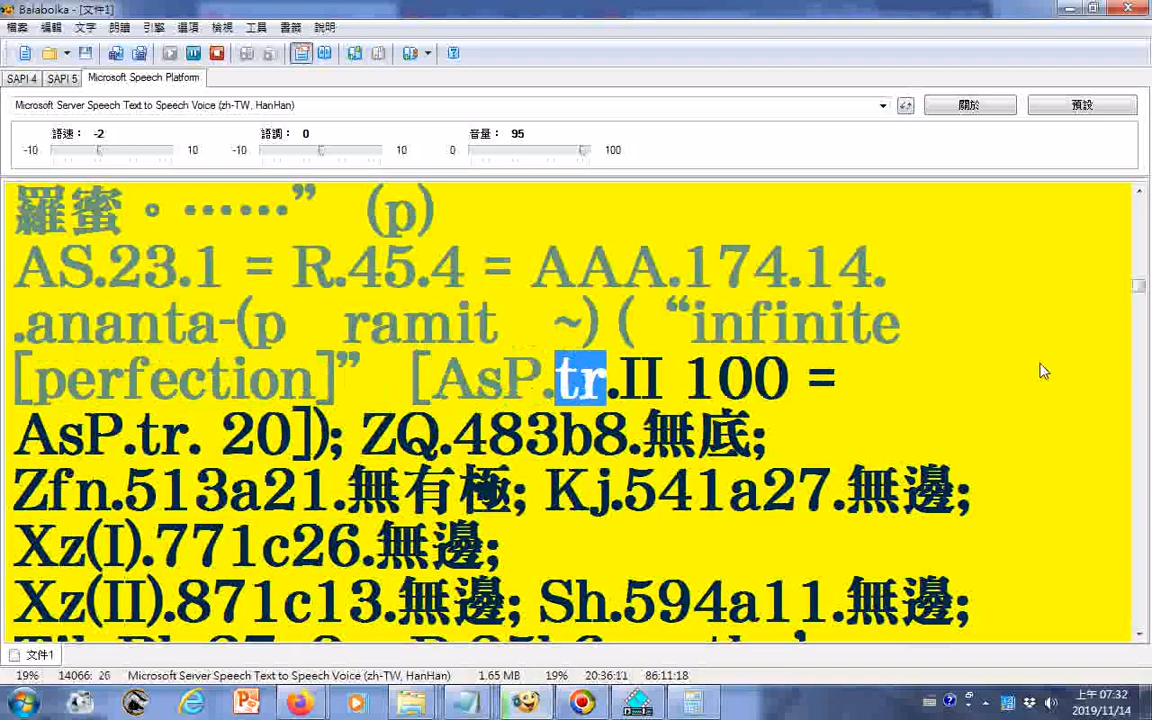 Balabolka - [文件1]
檔案 編輯 文字 朗讀 引擎 選項 檢視 工具 書籤 說明
SAPI 4 SAPI 5 Microsoft Speech Platform
Microsoft Server Speech Text to Speech Voice (zh-TW, HanHan) 關於 預設
語速： -2 語調： 0 音量： 95
-10 10 -10 10 0 100
羅蜜。……” (p)
AS.23.1 = R.45.4 = AAA.174.14.
.ananta-(p ramit ~) ( “infinite
[perfection]” [AsP.tr.II 100 =
AsP.tr. 20]); ZQ.483b8.無底;
Zfn.513a21.無有極; Kj.541a27.無邊;
Xz(I).771c26.無邊;
Xz(II).871c13.無邊; Sh.594a11.無邊;
文件1
19% 14066: 26 Microsoft Server Speech Text to Speech Voice (zh-TW, HanHan) 1.65 MB 19% 20:36:11 86:11:18
上午 07:32
2019/11/14